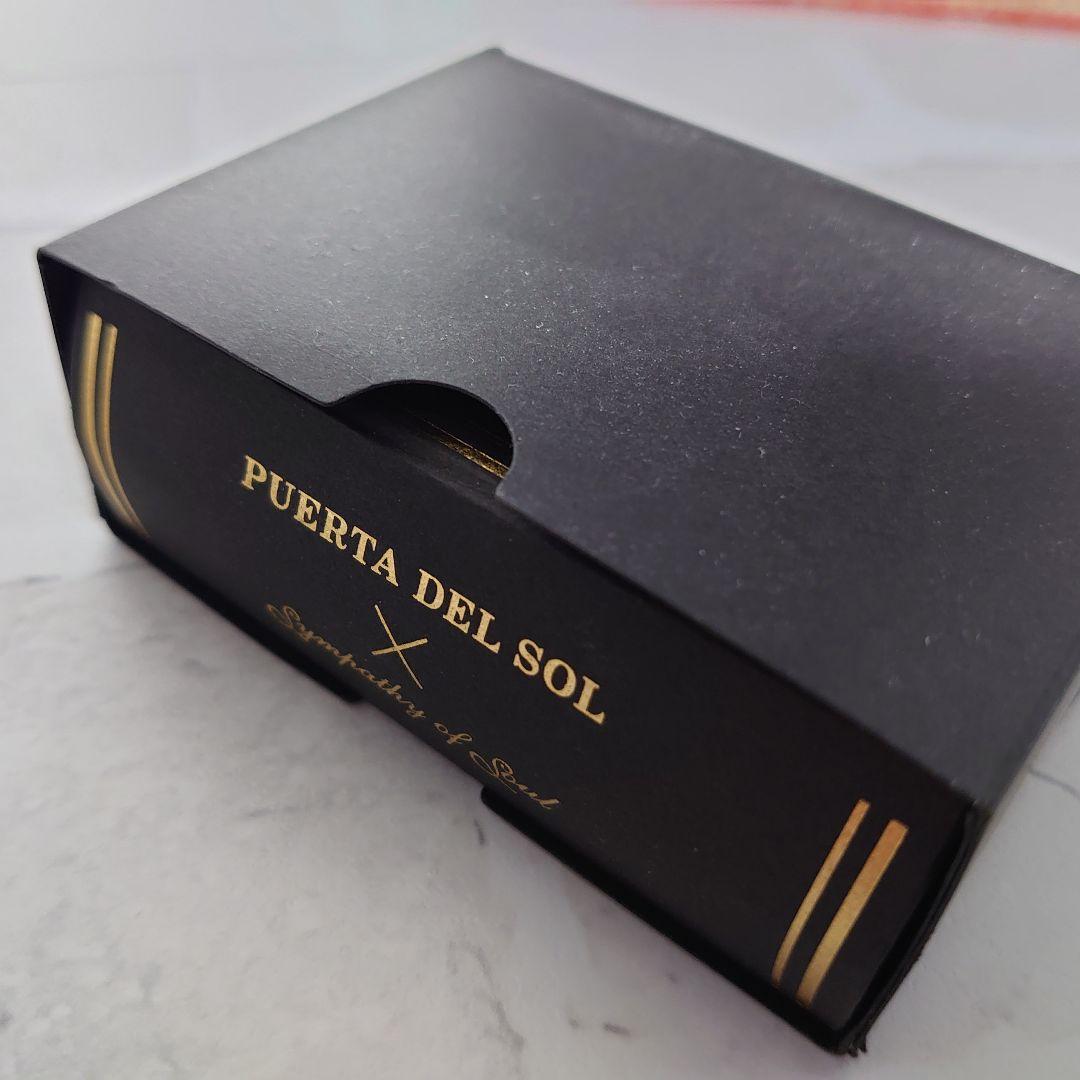 PUERTA DEL SOL
X
Sympathy of Soul